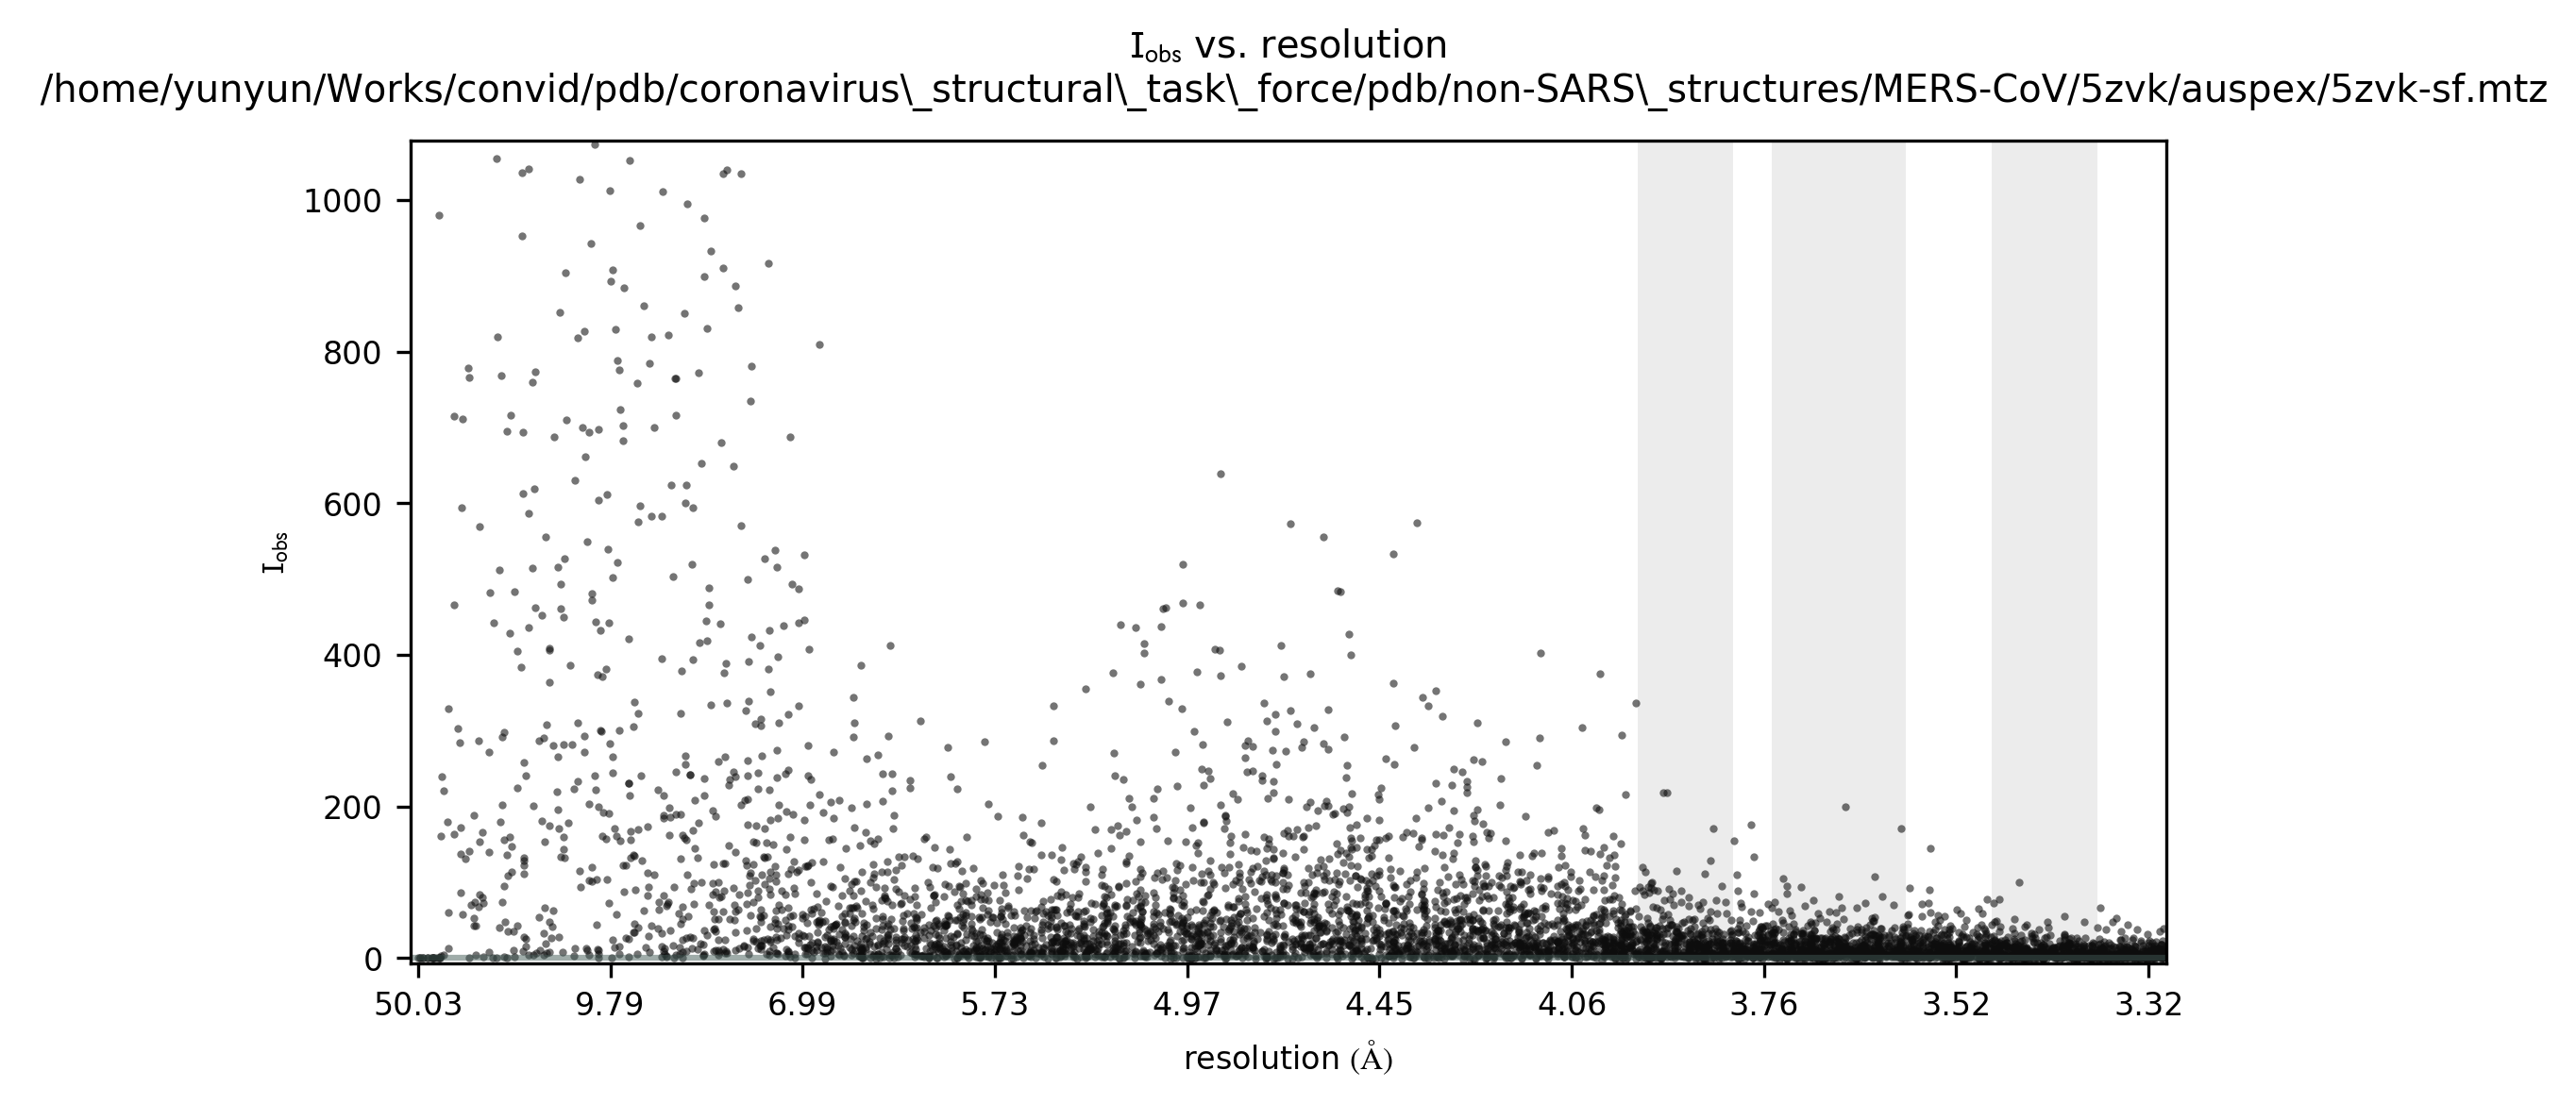 I_obs vs. resolution
/home/yunyun/Works/convid/pdb/coronavirus\_structural\_task\_force/pdb/non-SARS\_structures/MERS-CoV/5zvk/auspex/5zvk-sf.mtz
I_obs
1000
800
600
400
200
0
50.03 9.79 6.99 5.73 4.97 4.45 4.06 3.76 3.52 3.32
resolution (Å)